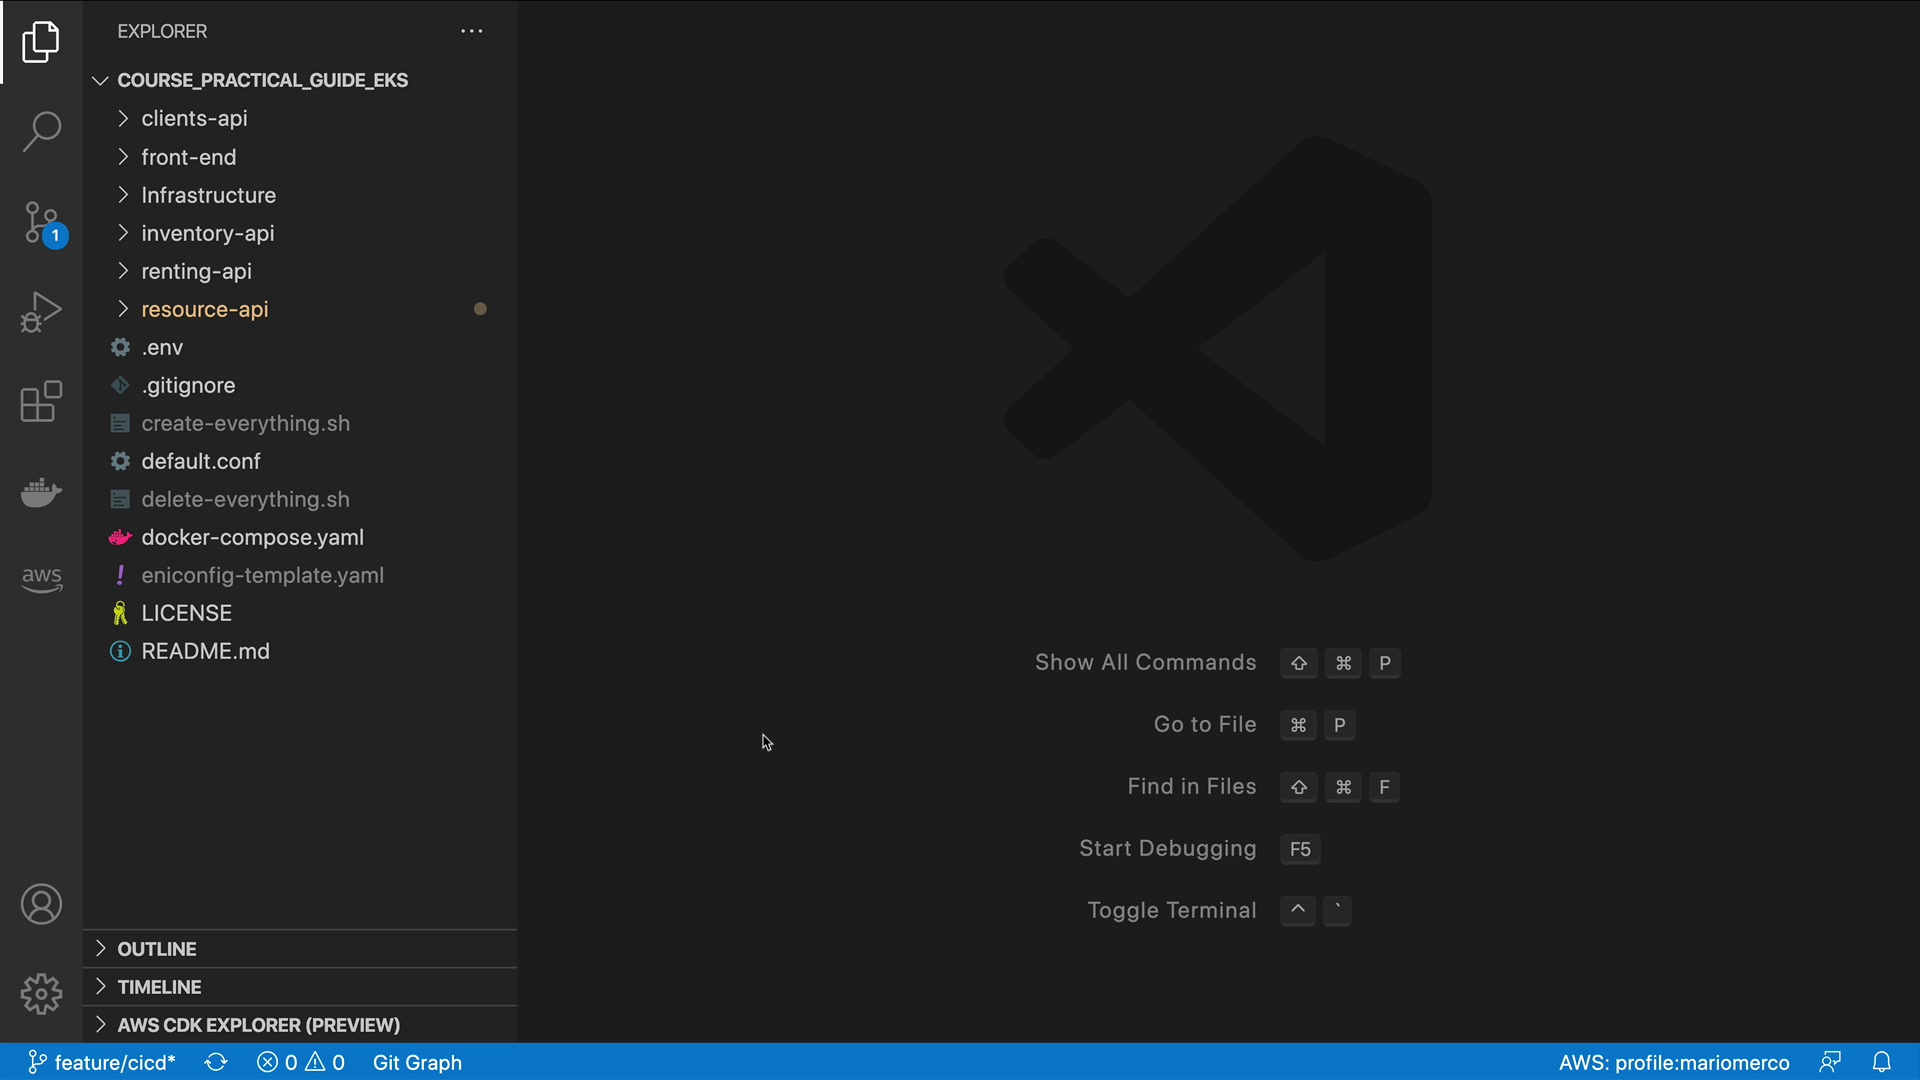 EXPLORER
COURSE_PRACTICAL_GUIDE_EKS
clients-api
front-end
Infrastructure
inventory-api
renting-api
resource-api
.env
.gitignore
create-everything.sh
default.conf
delete-everything.sh
docker-compose.yaml
! eniconfig-template.yaml
LICENSE
README.md
1
aws
Show All Commands ⇧ ⌘ P
Go to File ⌘ P
Find in Files ⇧ ⌘ F
Start Debugging F5
Toggle Terminal ^ `
OUTLINE
TIMELINE
AWS CDK EXPLORER (PREVIEW)
feature/cicd* 0 0 Git Graph AWS: profile:mariomerco